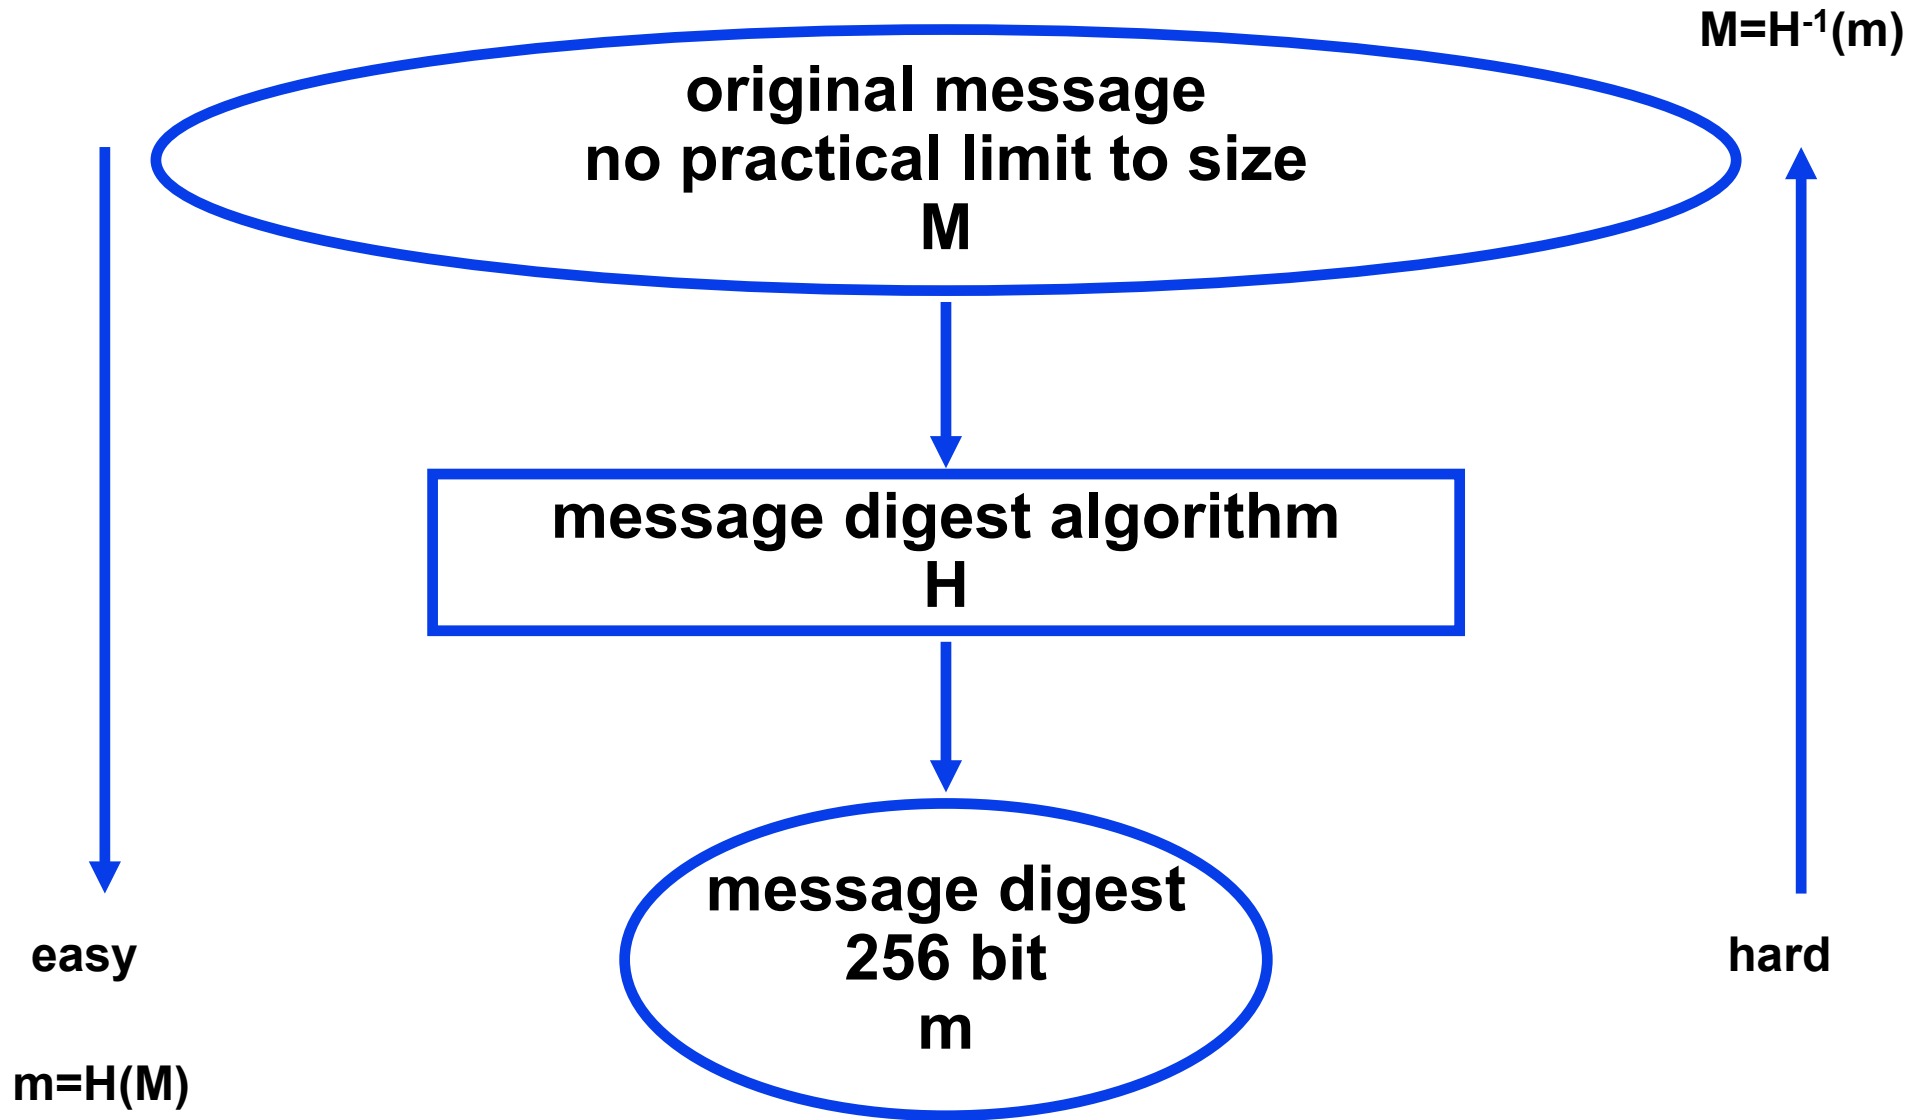 M=H⁻¹(m)
original message
no practical limit to size
M
message digest algorithm
H
message digest
256 bit
m
easy
hard
m=H(M)